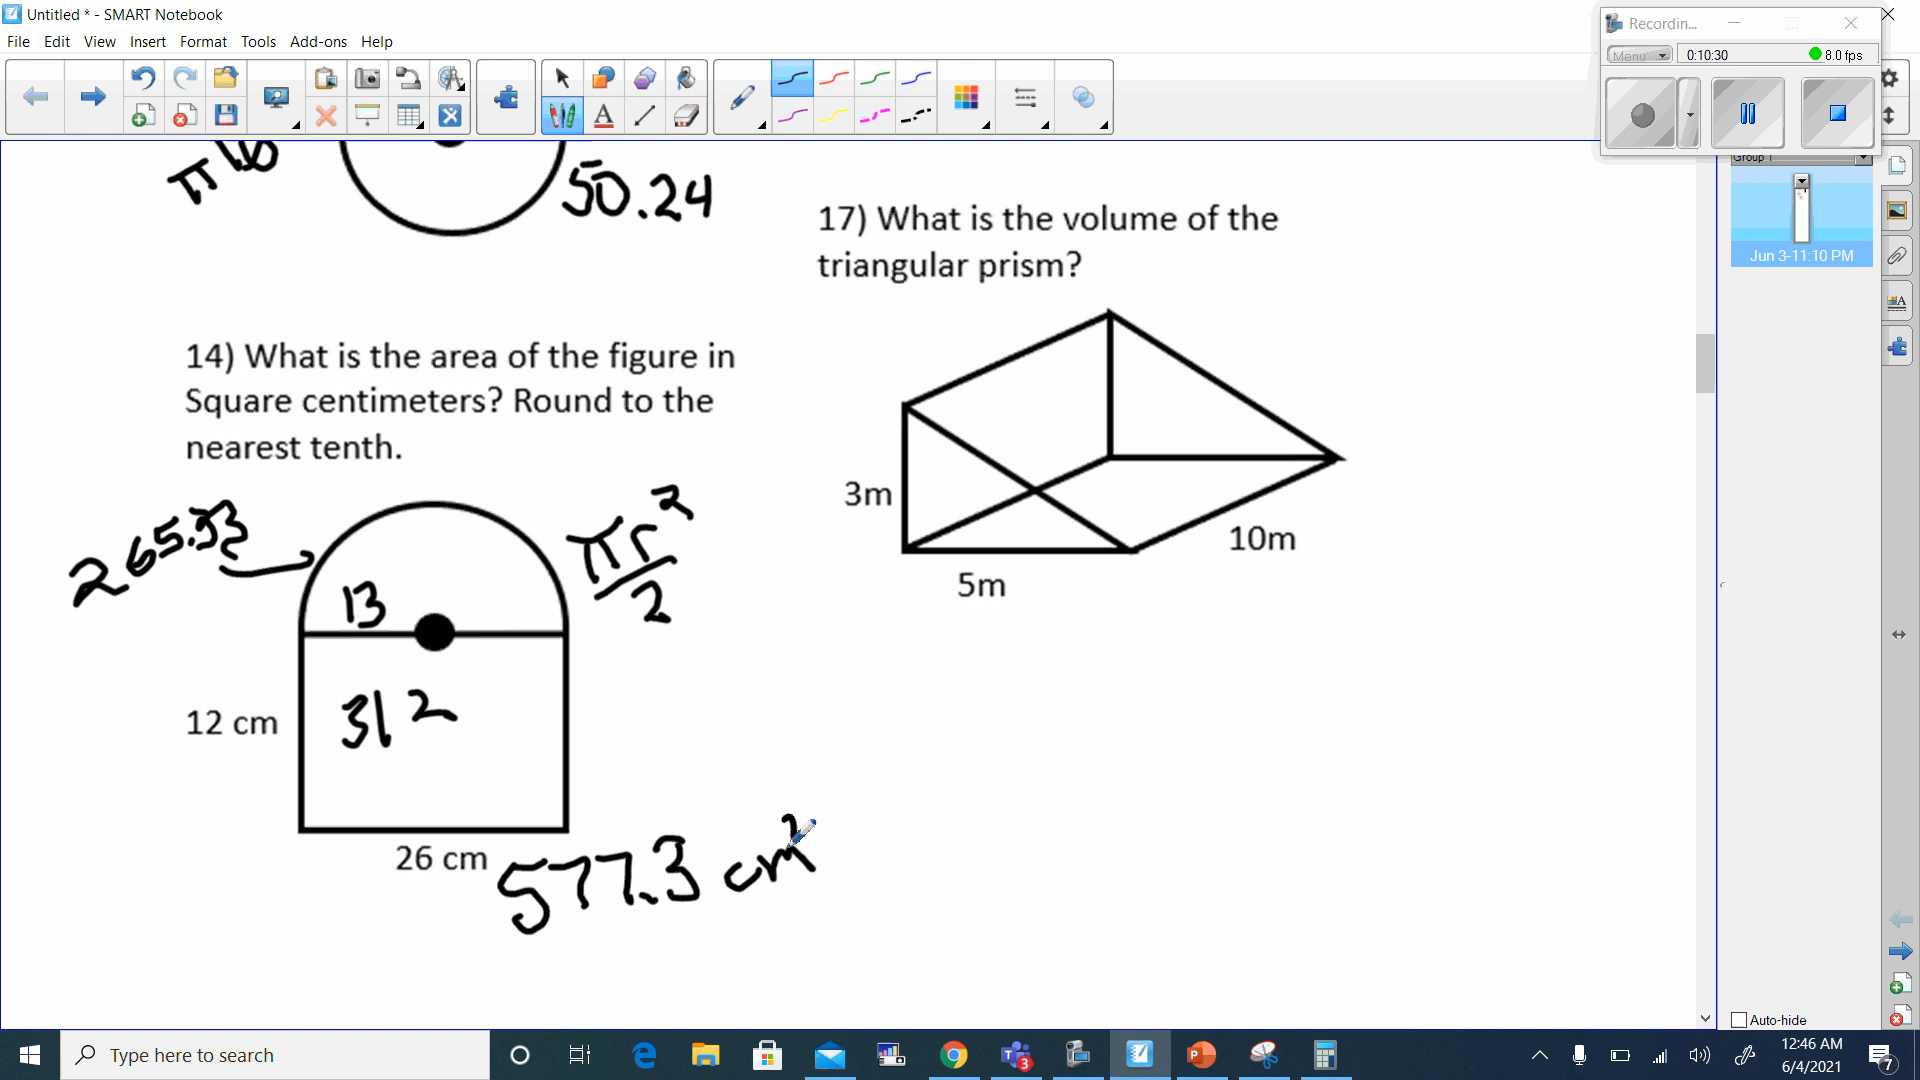 Untitled * - SMART Notebook
File Edit View Insert Format Tools Add-ons Help
Recordin...
Menu
0:10:30
8.0 fps
π 16
50.24
17) What is the volume of the
triangular prism?
3m
5m
10m
14) What is the area of the figure in
Square centimeters? Round to the
nearest tenth.
265.33
πr²/2
13
12 cm
312
26 cm
577.3 cm²
Group 1
Jun 3-11:10 PM
Auto-hide
Type here to search
3
12:46 AM
6/4/2021
7